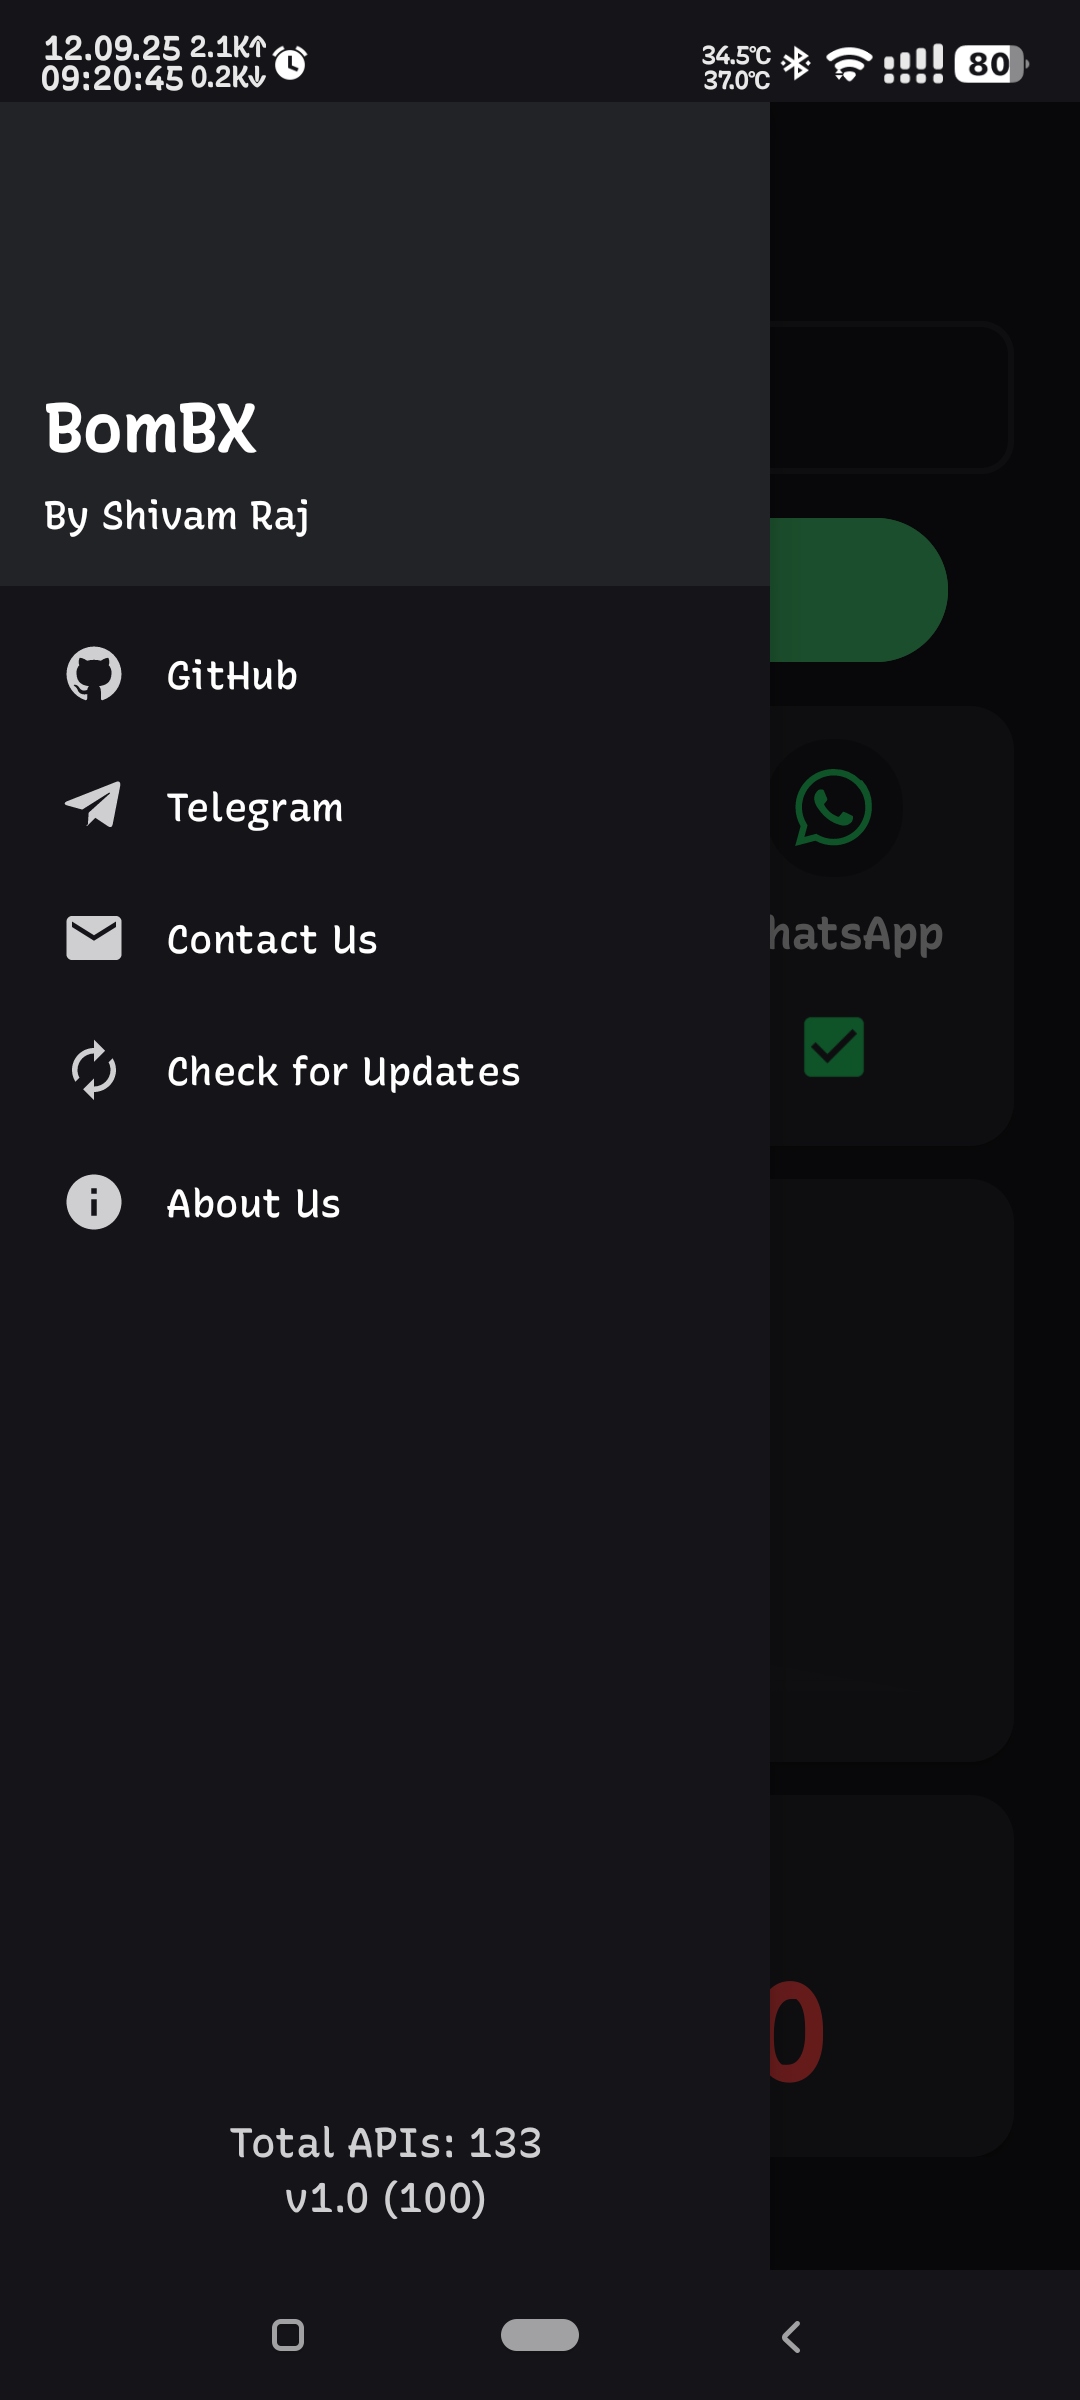 12.09.25 2.1K↑
09:20:45 0.2K↓
34.5°C
37.0°C
80
BomBX
By Shivam Raj
GitHub
Telegram
hatsApp
Contact Us
Check for Updates
About Us
0
Total APIs: 133
v1.0 (100)